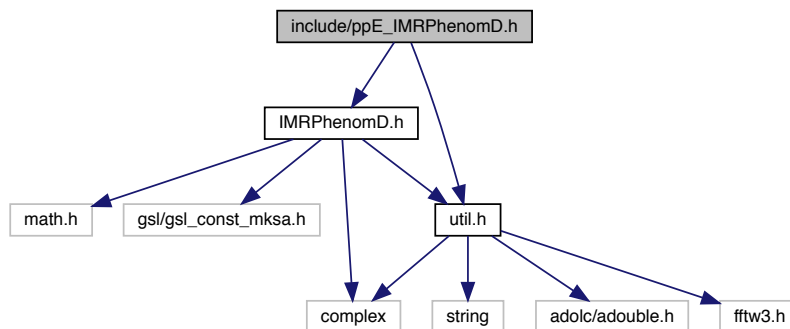 include/ppE_IMRPhenomD.h
IMRPhenomD.h
math.h
gsl/gsl_const_mksa.h
util.h
complex
string
adolc/adouble.h
fftw3.h